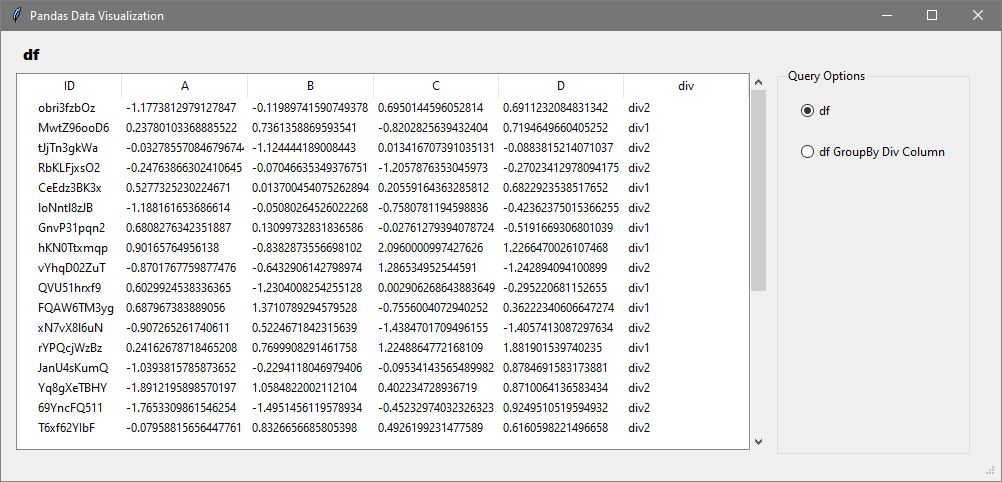 Pandas Data Visualization
df
ID A B C D div
obri3fzbOz -1.1773812979127847 -0.11989741590749378 0.6950144596052814 0.6911232084831342 div2
MwtZ96ooD6 0.23780103368885522 0.7361358869593541 -0.8202825639432404 0.7194649660405252 div1
tJjTn3gkWa -0.03278557084679674 -1.124444189008443 0.013416707391035131 -0.0883815214071037 div2
RbKLFjxsO2 -0.24763866302410645 -0.07046635349376751 -1.2057876353045973 -0.27023412978094175 div2
CeEdz3BK3x 0.5277325230224671 0.013700454075262894 0.20559164363285812 0.6822923538517652 div1
IoNntI8zJB -1.188161653686614 -0.05080264526022268 -0.7580781194598836 -0.42362375015366255 div2
GnvP31pqn2 0.6808276342351887 0.13099732831836586 -0.02761279394078724 -0.5191669306801039 div1
hKN0Ttxmqp 0.90165764956138 -0.8382873556698102 2.0960000997427626 1.2266470026107468 div1
vYhqD02ZuT -0.8701767759877476 -0.6432906142798974 1.286534952544591 -1.242894094100899 div2
QVU51hrxf9 0.6029924538336365 -1.2304008254255128 0.002906268643883649 -0.295220681152655 div1
FQAW6TM3yg 0.687967383889056 1.3710789294579528 -0.7556004072940252 0.36222340606647274 div1
xN7vX8l6uN -0.907265261740611 0.5224671842315639 -1.4384701709496155 -1.4057413087297634 div2
rYPQcjWzBz 0.24162678718465208 0.7699908291461758 1.2248864772168109 1.881901539740235 div1
JanU4sKumQ -1.0393815785873652 -0.2294118046979406 -0.09534143565489982 0.8784691583173881 div2
Yq8gXeTBHY -1.8912195898570197 1.0584822002112104 0.402234728936719 0.8710064136583434 div2
69YncFQ511 -1.7653309861546254 -1.4951456119578934 -0.45232974032326323 0.9249510519594932 div2
T6xf62YIbF -0.07958815656447761 0.8326656685805398 0.4926199231477589 0.6160598221496658 div2
Query Options
df
df GroupBy Div Column